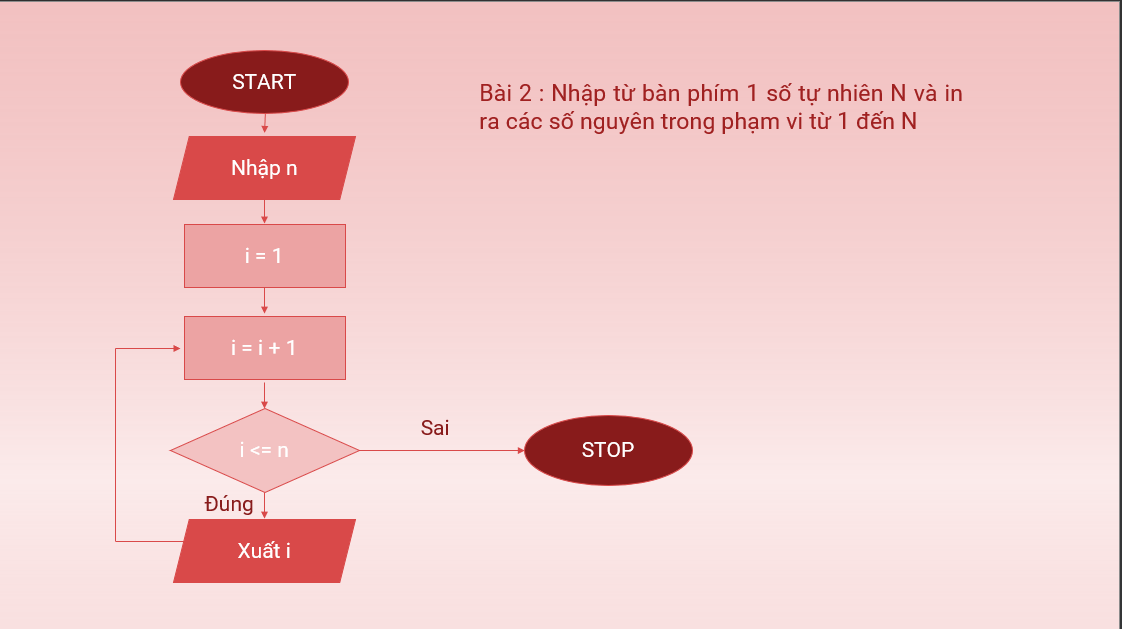 START
Bài 2 : Nhập từ bàn phím 1 số tự nhiên N và in
ra các số nguyên trong phạm vi từ 1 đến N
Nhập n
i = 1
i = i + 1
i <= n
Sai
STOP
Đúng
Xuất i